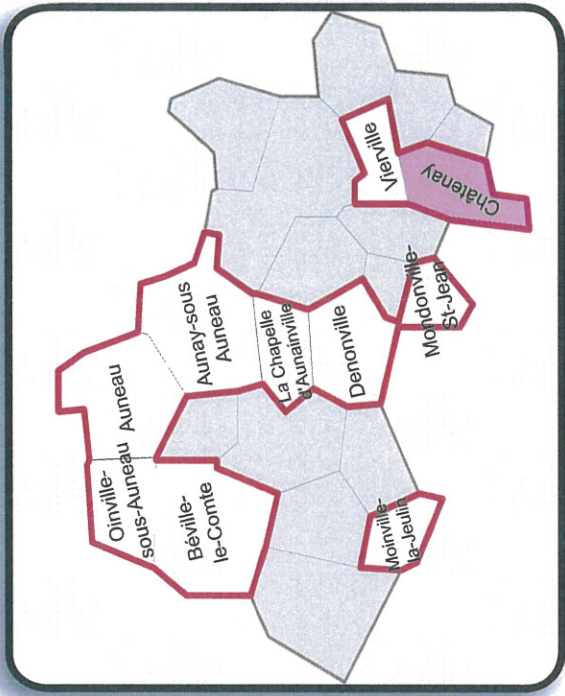 Oinville-
sous-Auneau
Auneau
Béville-
le-Comte
Aunay-sous
Auneau
La Chapelle
d'Aunainville
Denonville
Mondonville-
St-Jean
Moinville-
la-Jeulin
Vierville
Châtenay